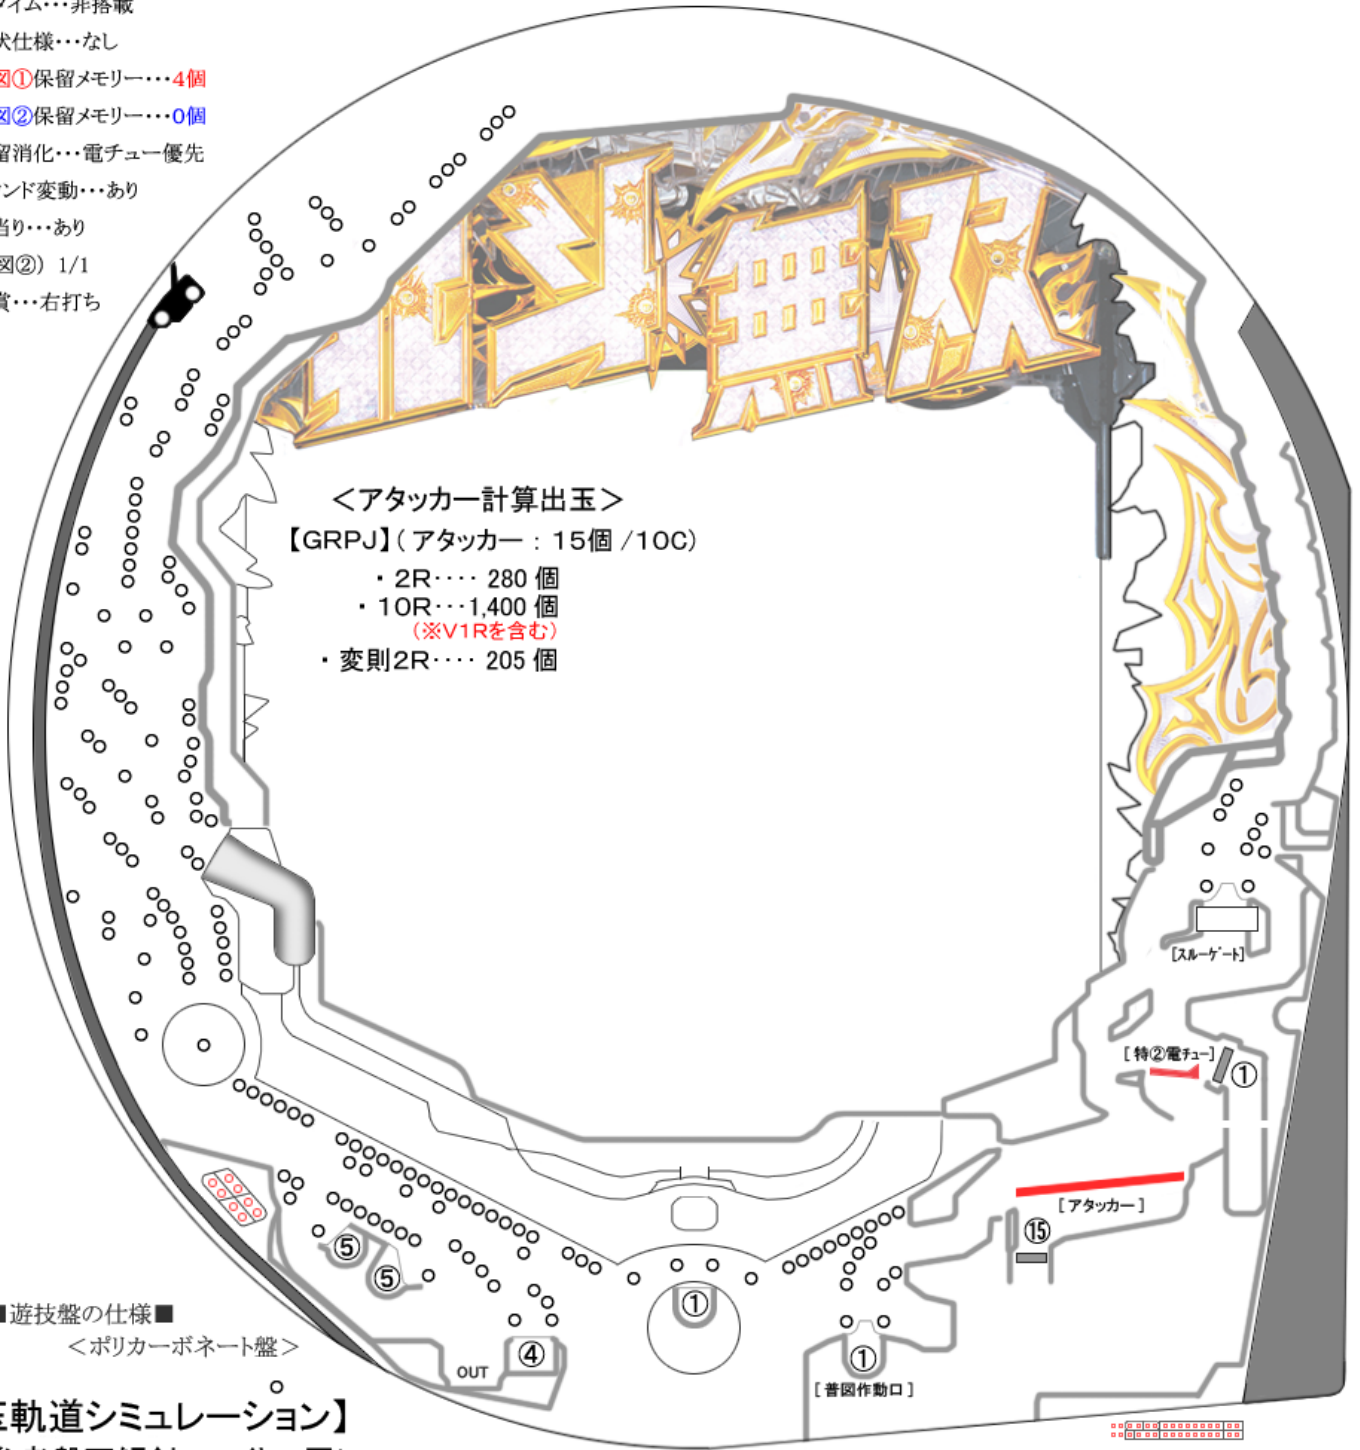 イム・・・非搭載
仕様・・・なし
図①保留メモリー・・・4個
図②保留メモリー・・・0個
留消化・・・電チュー優先
ンド変動・・・あり
当り・・・あり
図②） 1/1
賞・・・右打ち
＜アタッカー計算出玉＞
【GRPJ】（アタッカー：15個/10C）
・2R････ 280 個
・10R･･･1,400 個
（※V1Rを含む）
・変則2R････ 205 個
[スルーゲート]
[特②電チュー]
①
[アタッカー]
⑮
⑤
⑤
①
④
OUT
①
[普図作動口]
■遊技盤の仕様■
＜ポリカーボネート盤＞
玉軌道シミュレーション】